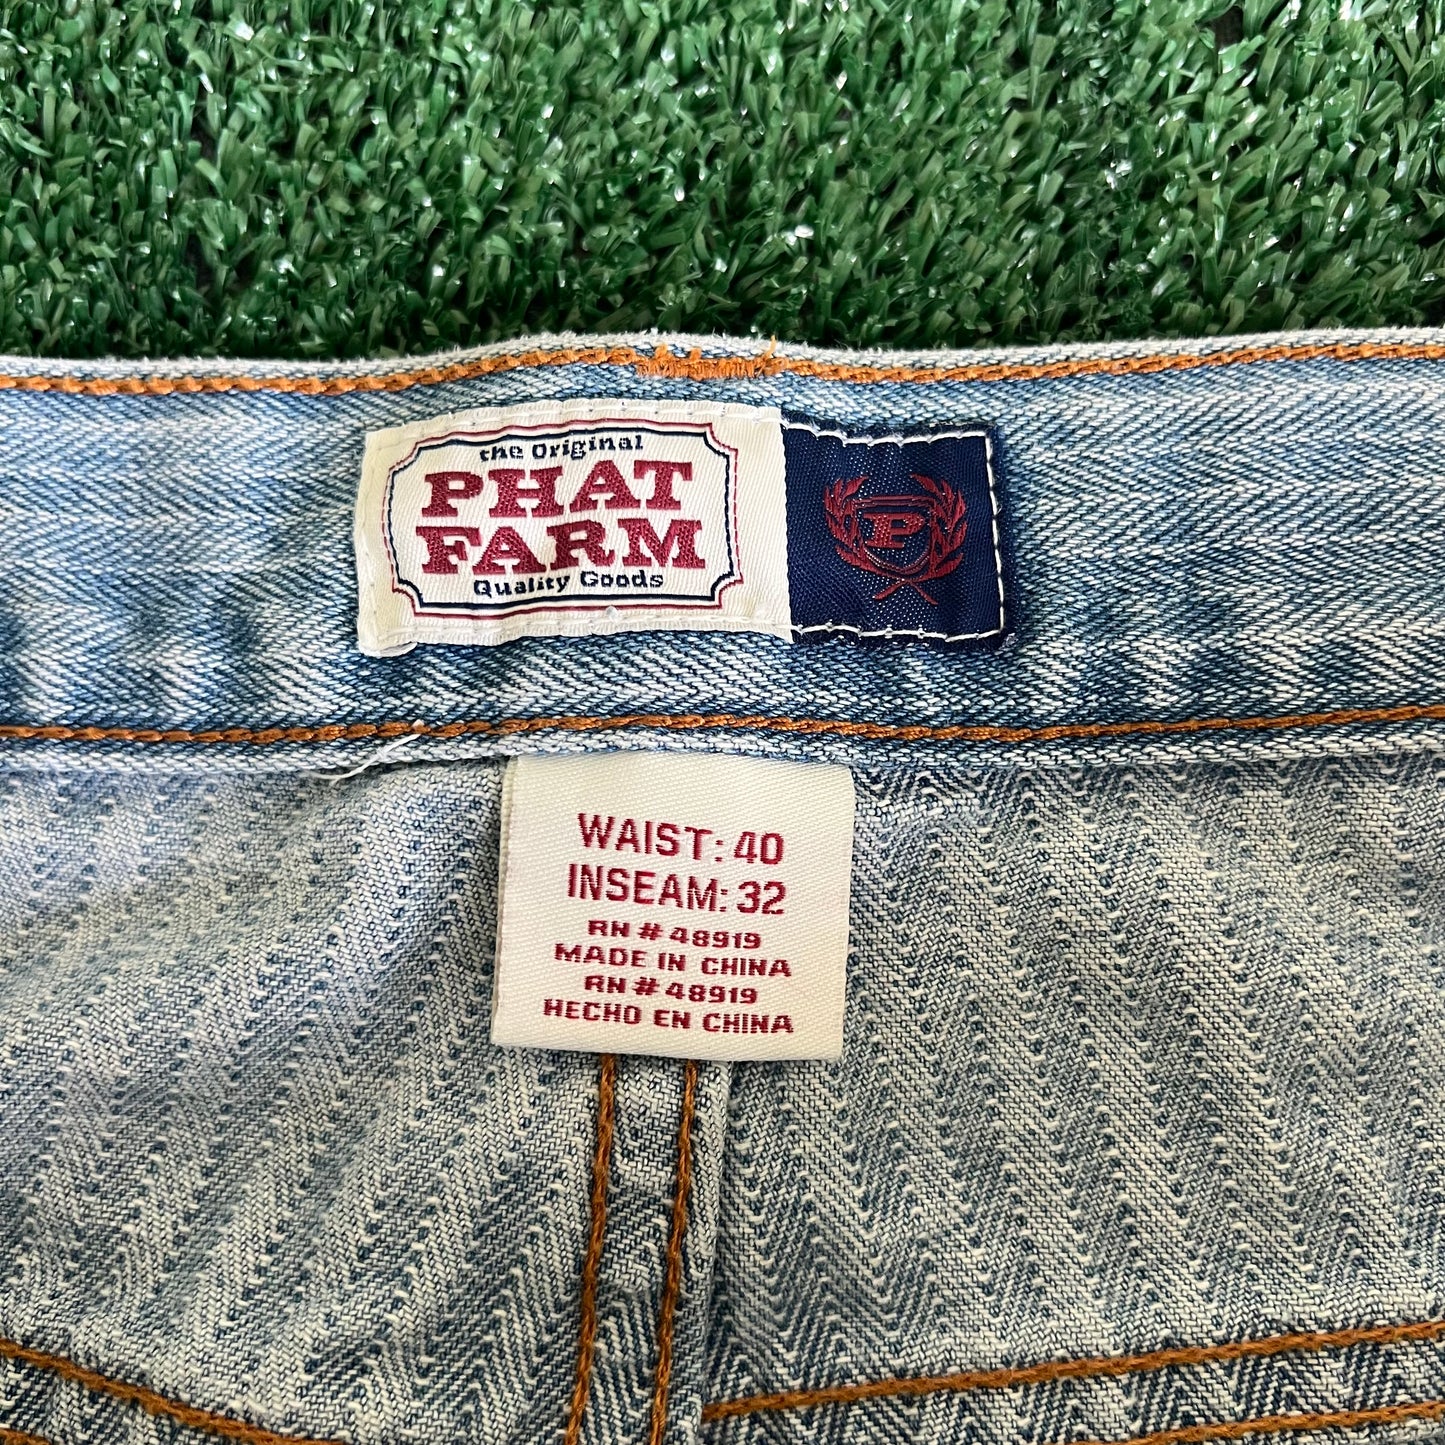 the Original
PHAT
FARM
Quality Goods
P
WAIST: 40
INSEAM: 32
RN # 48919
MADE IN CHINA
RN # 48919
HECHO EN CHINA